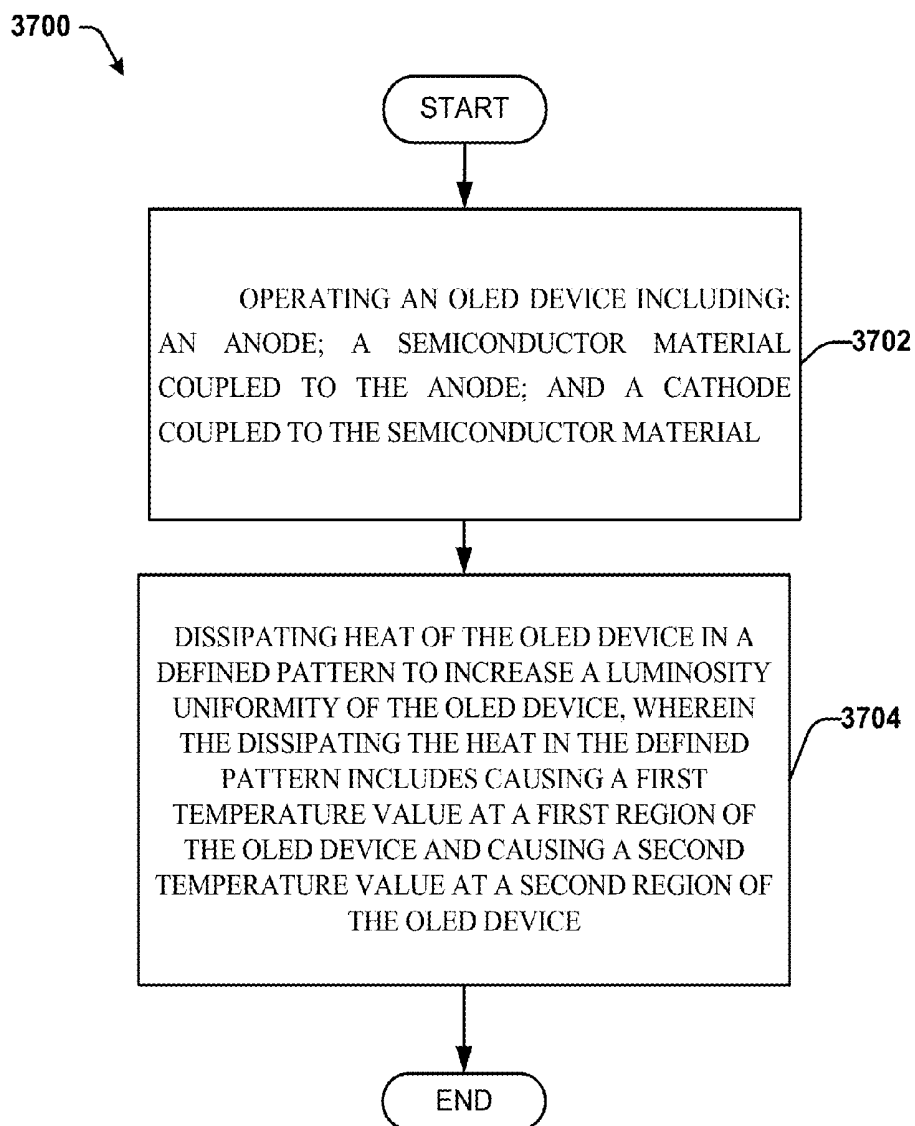 3700
START
OPERATING AN OLED DEVICE INCLUDING:
AN ANODE; A SEMICONDUCTOR MATERIAL
COUPLED TO THE ANODE; AND A CATHODE
COUPLED TO THE SEMICONDUCTOR MATERIAL
3702
DISSIPATING HEAT OF THE OLED DEVICE IN A
DEFINED PATTERN TO INCREASE A LUMINOSITY
UNIFORMITY OF THE OLED DEVICE, WHEREIN
THE DISSIPATING THE HEAT IN THE DEFINED
PATTERN INCLUDES CAUSING A FIRST
TEMPERATURE VALUE AT A FIRST REGION OF
THE OLED DEVICE AND CAUSING A SECOND
TEMPERATURE VALUE AT A SECOND REGION OF
THE OLED DEVICE
3704
END